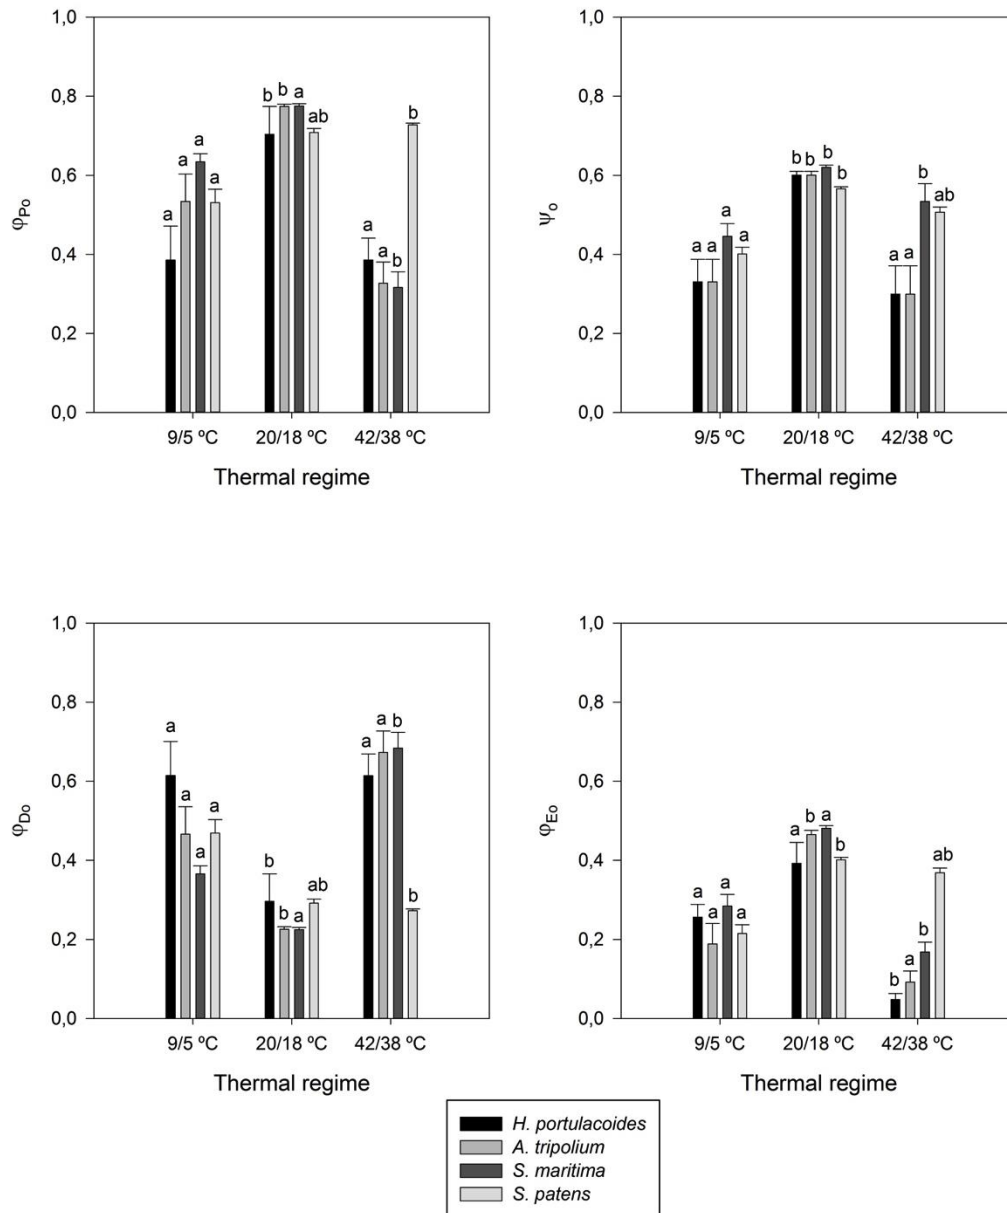 1,0
0,8
0,6
0,4
0,2
0,0
φPo
a
a
a
a
b
b
a
ab
a
a
b
b
9/5 ºC
20/18 ºC
42/38 ºC
Thermal regime
1,0
0,8
0,6
0,4
0,2
0,0
ψo
a
a
a
a
b
b
b
b
a
a
b
ab
9/5 ºC
20/18 ºC
42/38 ºC
Thermal regime
1,0
0,8
0,6
0,4
0,2
0,0
φDo
a
a
a
a
b
b
a
ab
a
a
b
b
9/5 ºC
20/18 ºC
42/38 ºC
Thermal regime
1,0
0,8
0,6
0,4
0,2
0,0
φEo
a
a
a
a
a
b
a
b
b
a
b
ab
9/5 ºC
20/18 ºC
42/38 ºC
Thermal regime
H. portulacoides
A. tripolium
S. maritima
S. patens